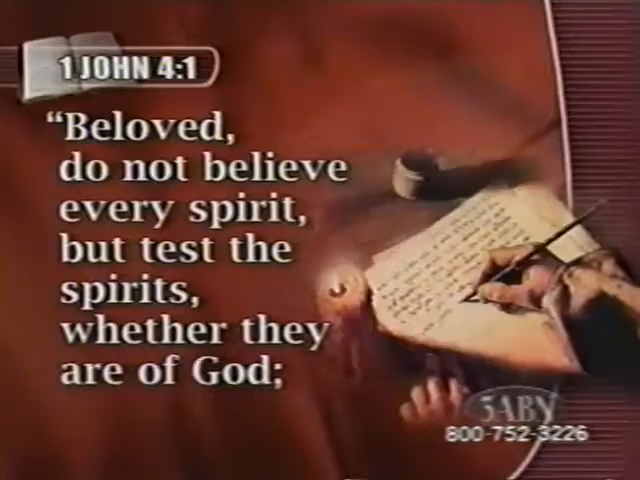 1 JOHN 4:1
“Beloved,
do not believe
every spirit,
but test the
spirits,
whether they
are of God;
3ABN
800-752-3226